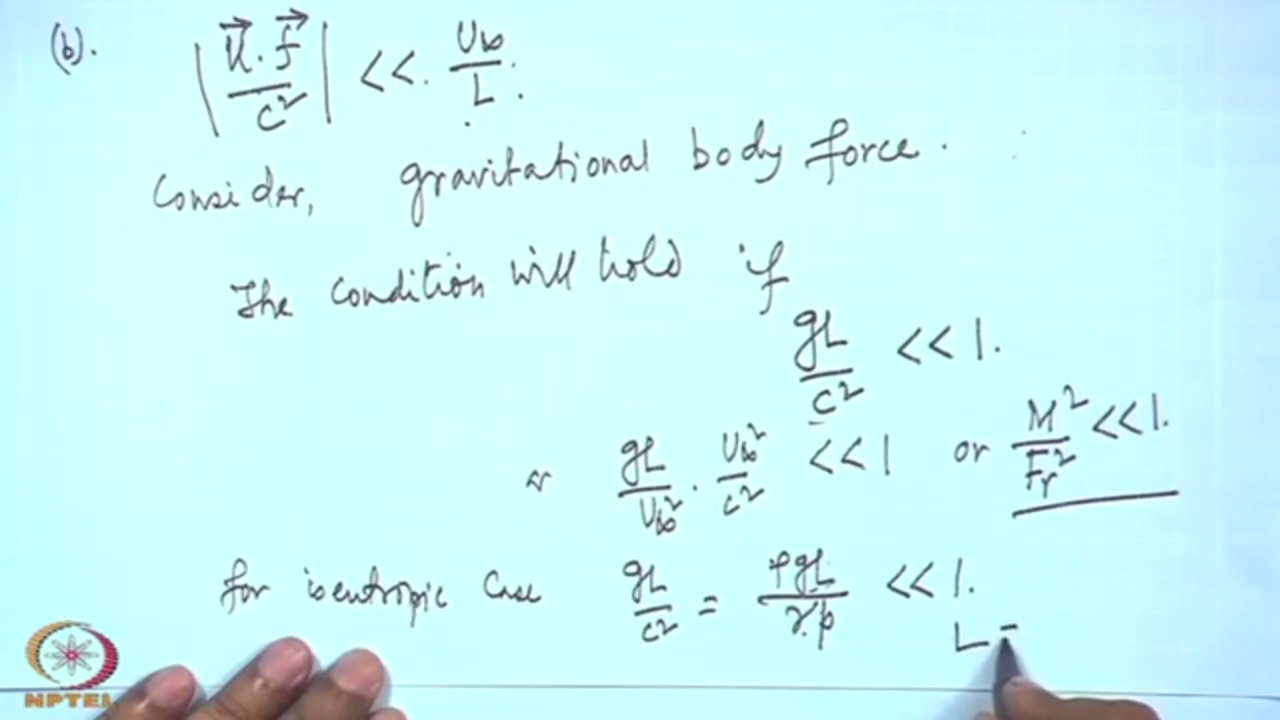 (b). |u⃗.f⃗ / c²| << U∞ / L .
Consider, gravitational body force.
The condition will hold if
gL / c² << 1.
or gL / U∞² . U∞² / c² << 1 or M² / Fr² << 1.
for isentropic case gL / c² = ρgL / γp << 1.
L =
NPTEL